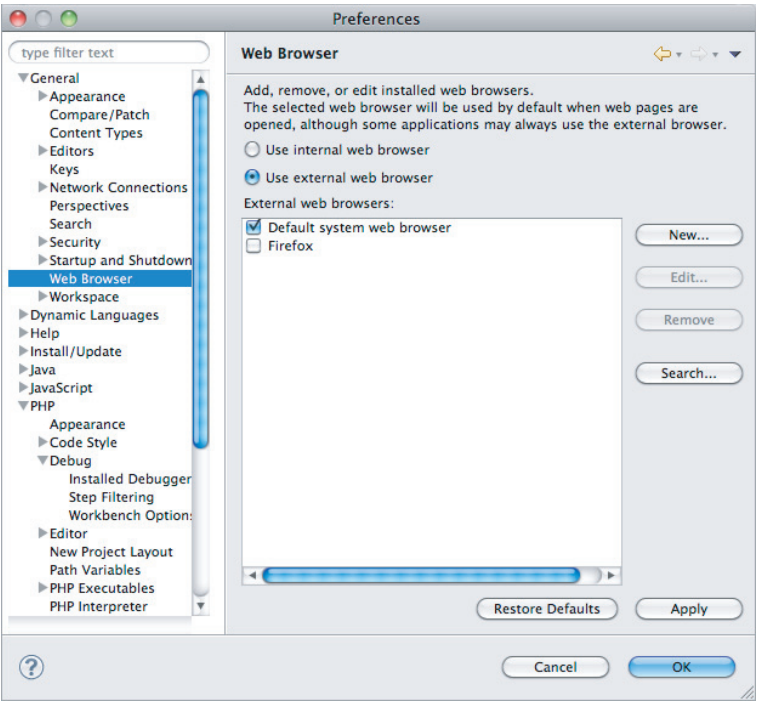 Preferences
type filter text
General
Appearance
Compare/Patch
Content Types
Editors
Keys
Network Connections
Perspectives
Search
Security
Startup and Shutdown
Web Browser
Workspace
Dynamic Languages
Help
Install/Update
Java
JavaScript
PHP
Appearance
Code Style
Debug
Installed Debugger
Step Filtering
Workbench Option
Editor
New Project Layout
Path Variables
PHP Executables
PHP Interpreter
Web Browser
Add, remove, or edit installed web browsers.
The selected web browser will be used by default when web pages are
opened, although some applications may always use the external browser.
Use internal web browser
Use external web browser
External web browsers:
Default system web browser
Firefox
New...
Edit...
Remove
Search...
Restore Defaults
Apply
?
Cancel
OK